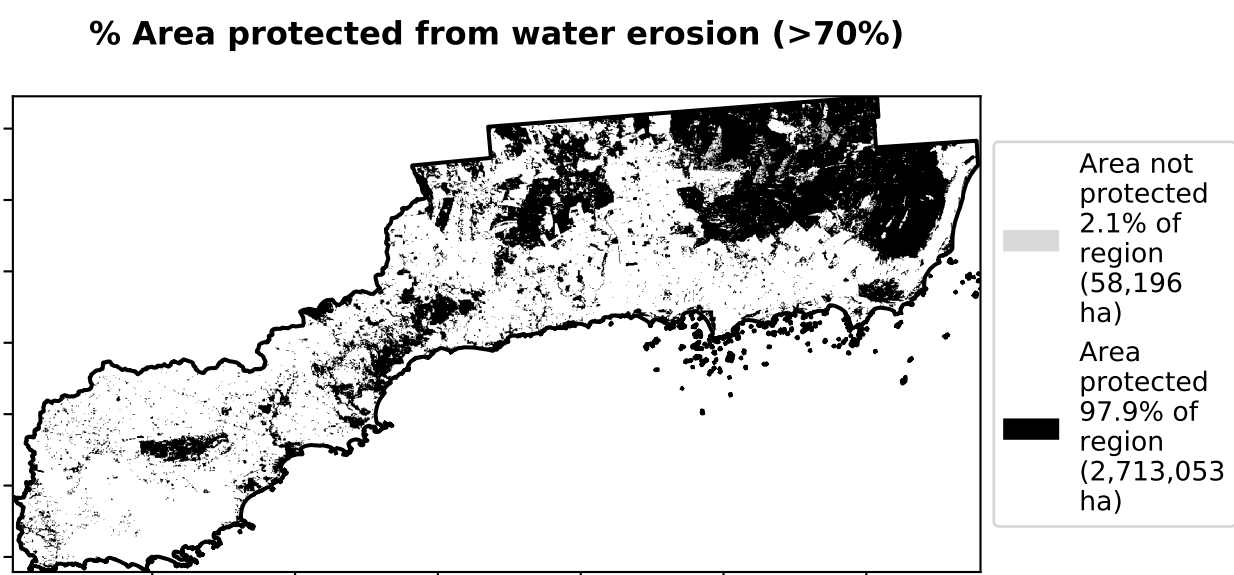 % Area protected from water erosion (>70%)
Area not
protected
2.1% of
region
(58,196
ha)
Area
protected
97.9% of
region
(2,713,053
ha)